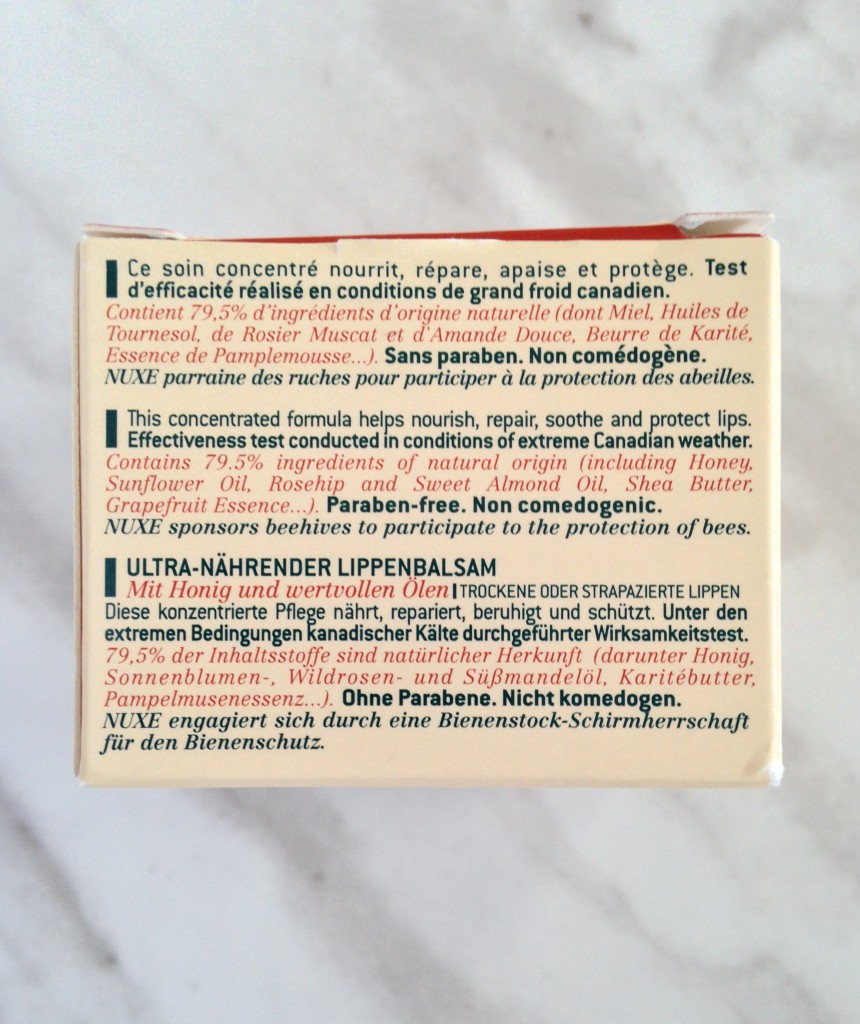 Ce soin concentré nourrit, répare, apaise et protège. Test
d'efficacité réalisé en conditions de grand froid canadien.
Contient 79,5% d'ingrédients d'origine naturelle (dont Miel, Huiles de
Tournesol, de Rosier Muscat et d'Amande Douce, Beurre de Karité,
Essence de Pamplemousse...). Sans paraben. Non comédogène.
NUXE parraine des ruches pour participer à la protection des abeilles.
This concentrated formula helps nourish, repair, soothe and protect lips.
Effectiveness test conducted in conditions of extreme Canadian weather.
Contains 79.5% ingredients of natural origin (including Honey,
Sunflower Oil, Rosehip and Sweet Almond Oil, Shea Butter,
Grapefruit Essence...). Paraben-free. Non comedogenic.
NUXE sponsors beehives to participate to the protection of bees.
ULTRA-NÄHRENDER LIPPENBALSAM
Mit Honig und wertvollen Ölen | TROCKENE ODER STRAPAZIERTE LIPPEN
Diese konzentrierte Pflege nährt, repariert, beruhigt und schützt. Unter den
extremen Bedingungen kanadischer Kälte durchgeführter Wirksamkeitstest.
79,5% der Inhaltsstoffe sind natürlicher Herkunft (darunter Honig,
Sonnenblumen-, Wildrosen- und Süßmandelöl, Karitébutter,
Pampelmusenessenz...). Ohne Parabene. Nicht komedogen.
NUXE engagiert sich durch eine Bienenstock-Schirmherrschaft
für den Bienenschutz.